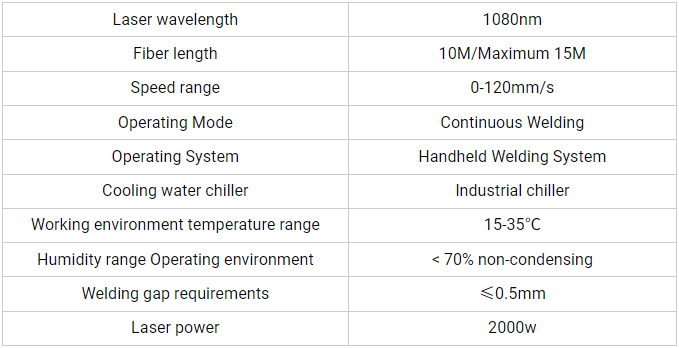 Laser wavelength 1080nm
Fiber length 10M/Maximum 15M
Speed range 0-120mm/s
Operating Mode Continuous Welding
Operating System Handheld Welding System
Cooling water chiller Industrial chiller
Working environment temperature range 15-35℃
Humidity range Operating environment < 70% non-condensing
Welding gap requirements ⩽0.5mm
Laser power 2000w